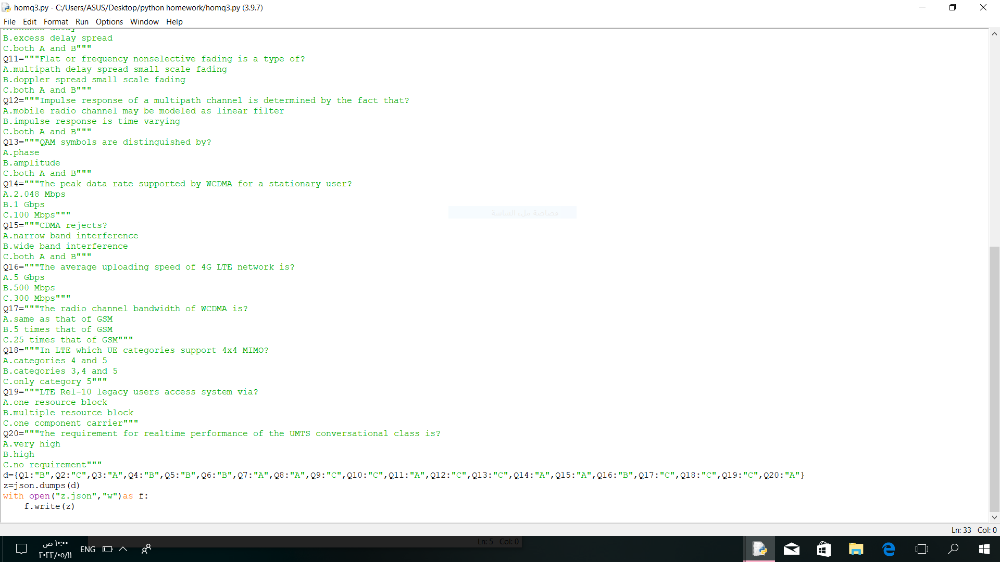 homq3.py - C:/Users/ASUS/Desktop/python homework/homq3.py (3.9.7)
File Edit Format Run Options Window Help
B.excess delay spread
C.both A and B"""
Q11="""Flat or frequency nonselective fading is a type of?
A.multipath delay spread small scale fading
B.doppler spread small scale fading
C.both A and B"""
Q12="""Impulse response of a multipath channel is determined by the fact that?
A.mobile radio channel may be modeled as linear filter
B.impulse response is time varying
C.both A and B"""
Q13="""QAM symbols are distinguished by?
A.phase
B.amplitude
C.both A and B"""
Q14="""The peak data rate supported by WCDMA for a stationary user?
A.2.048 Mbps
B.1 Gbps
C.100 Mbps"""
قصاصة ملء الشاشة
Q15="""CDMA rejects?
A.narrow band interference
B.wide band interference
C.both A and B"""
Q16="""The average uploading speed of 4G LTE network is?
A.5 Gbps
B.500 Mbps
C.300 Mbps"""
Q17="""The radio channel bandwidth of WCDMA is?
A.same as that of GSM
B.5 times that of GSM
C.25 times that of GSM"""
Q18="""In LTE which UE categories support 4x4 MIMO?
A.categories 4 and 5
B.categories 3,4 and 5
C.only category 5"""
Q19="""LTE Rel-10 legacy users access system via?
A.one resource block
B.multiple resource block
C.one component carrier"""
Q20="""The requirement for realtime performance of the UMTS conversational class is?
A.very high
B.high
C.no requirement"""
d={Q1:"B",Q2:"C",Q3:"A",Q4:"B",Q5:"B",Q6:"B",Q7:"A",Q8:"A",Q9:"C",Q10:"C",Q11:"A",Q12:"C",Q13:"C",Q14:"A",Q15:"A",Q16:"B",Q17:"C",Q18:"C",Q19:"C",Q20:"A"}
z=json.dumps(d)
with open("z.json","w")as f:
    f.write(z)
Ln: 33 Col: 0
Ln: 5 Col: 0
١٠:٠٠ ص
ENG
٢٠٢٢/٠٥/١١